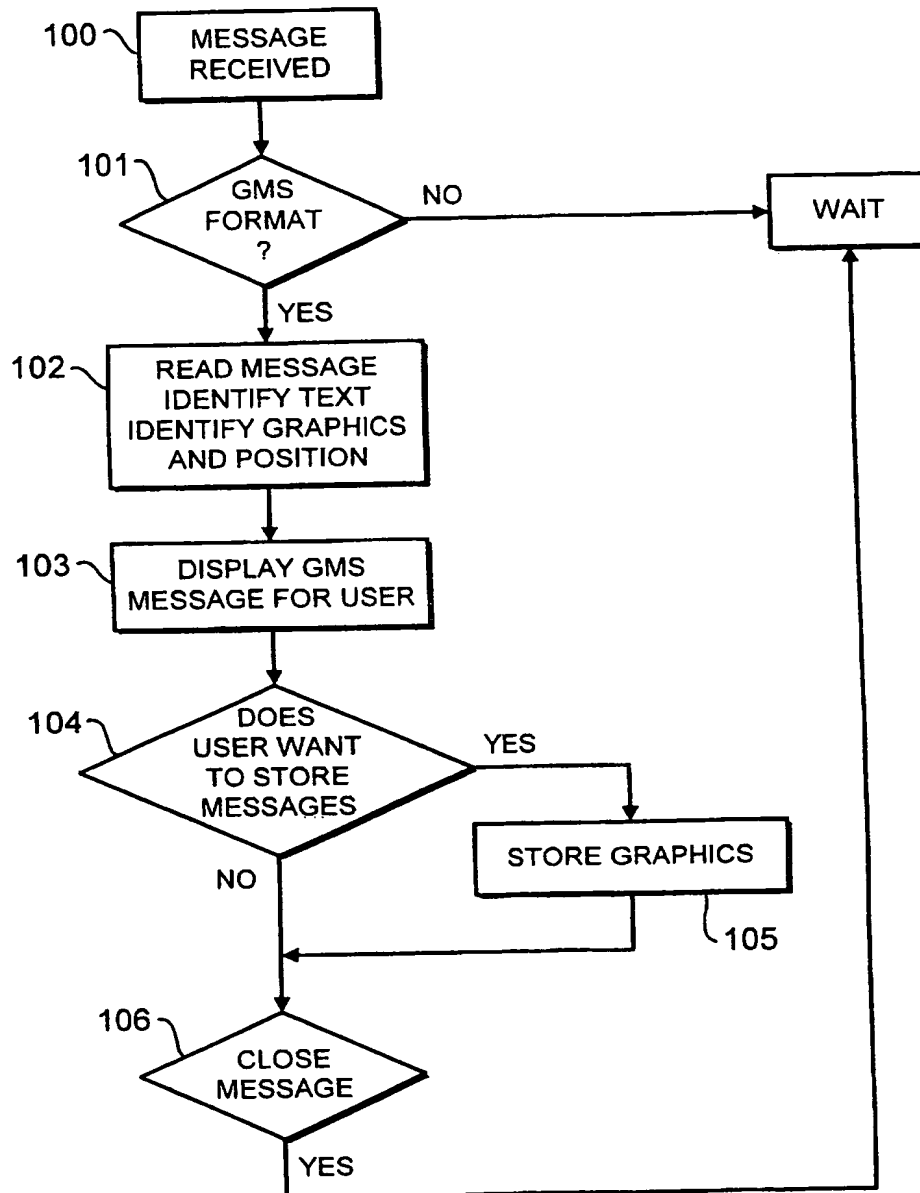 100
MESSAGE
RECEIVED
101
GMS
FORMAT
?
NO
WAIT
YES
102
READ MESSAGE
IDENTIFY TEXT
IDENTIFY GRAPHICS
AND POSITION
103
DISPLAY GMS
MESSAGE FOR USER
104
DOES
USER WANT
TO STORE
MESSAGES
YES
STORE GRAPHICS
105
NO
106
CLOSE
MESSAGE
YES